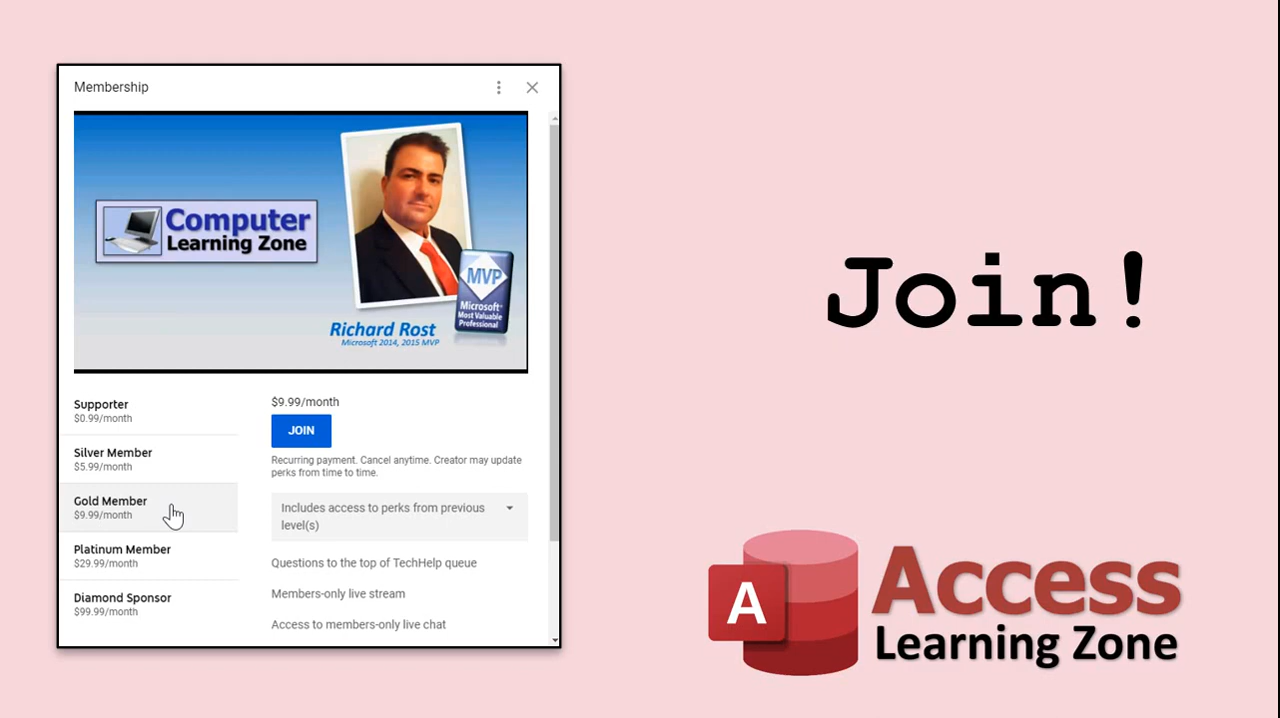 Membership
Computer
Learning Zone
MVP
Microsoft®
Most Valuable
Professional
Richard Rost
Microsoft 2014, 2015 MVP
Supporter
$0.99/month
Silver Member
$5.99/month
Gold Member
$9.99/month
Platinum Member
$29.99/month
Diamond Sponsor
$99.99/month
$9.99/month
JOIN
Recurring payment. Cancel anytime. Creator may update
perks from time to time.
Includes access to perks from previous
level(s)
Questions to the top of TechHelp queue
Members-only live stream
Access to members-only live chat
Join!
A
Access
Learning Zone